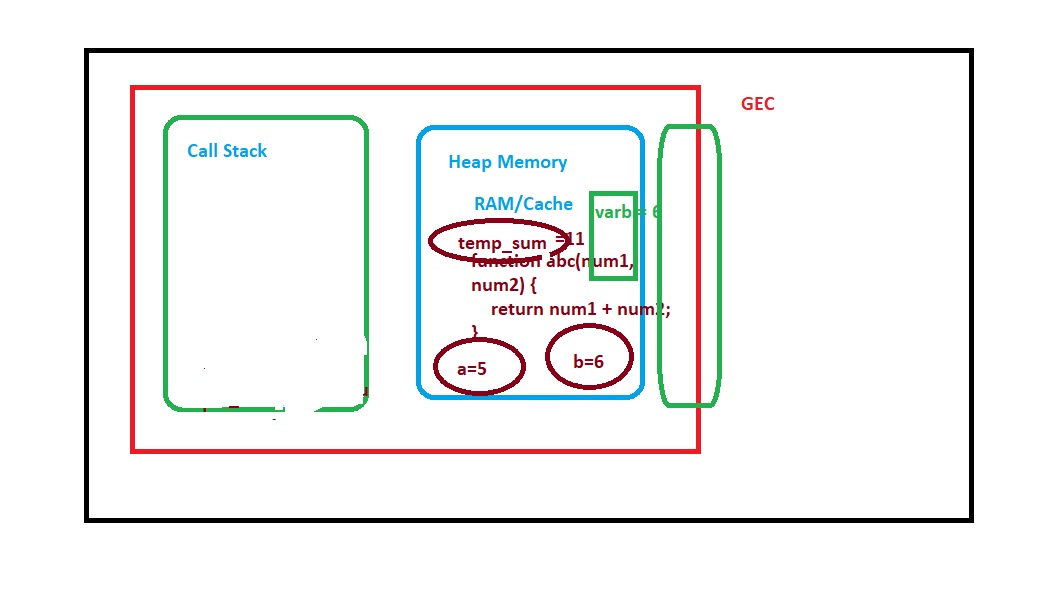 GEC
Call Stack
Heap Memory
RAM/Cache
varb = 6
temp_sum =11
function abc(num1,
num2) {
return num1 + num2;
}
a=5
b=6